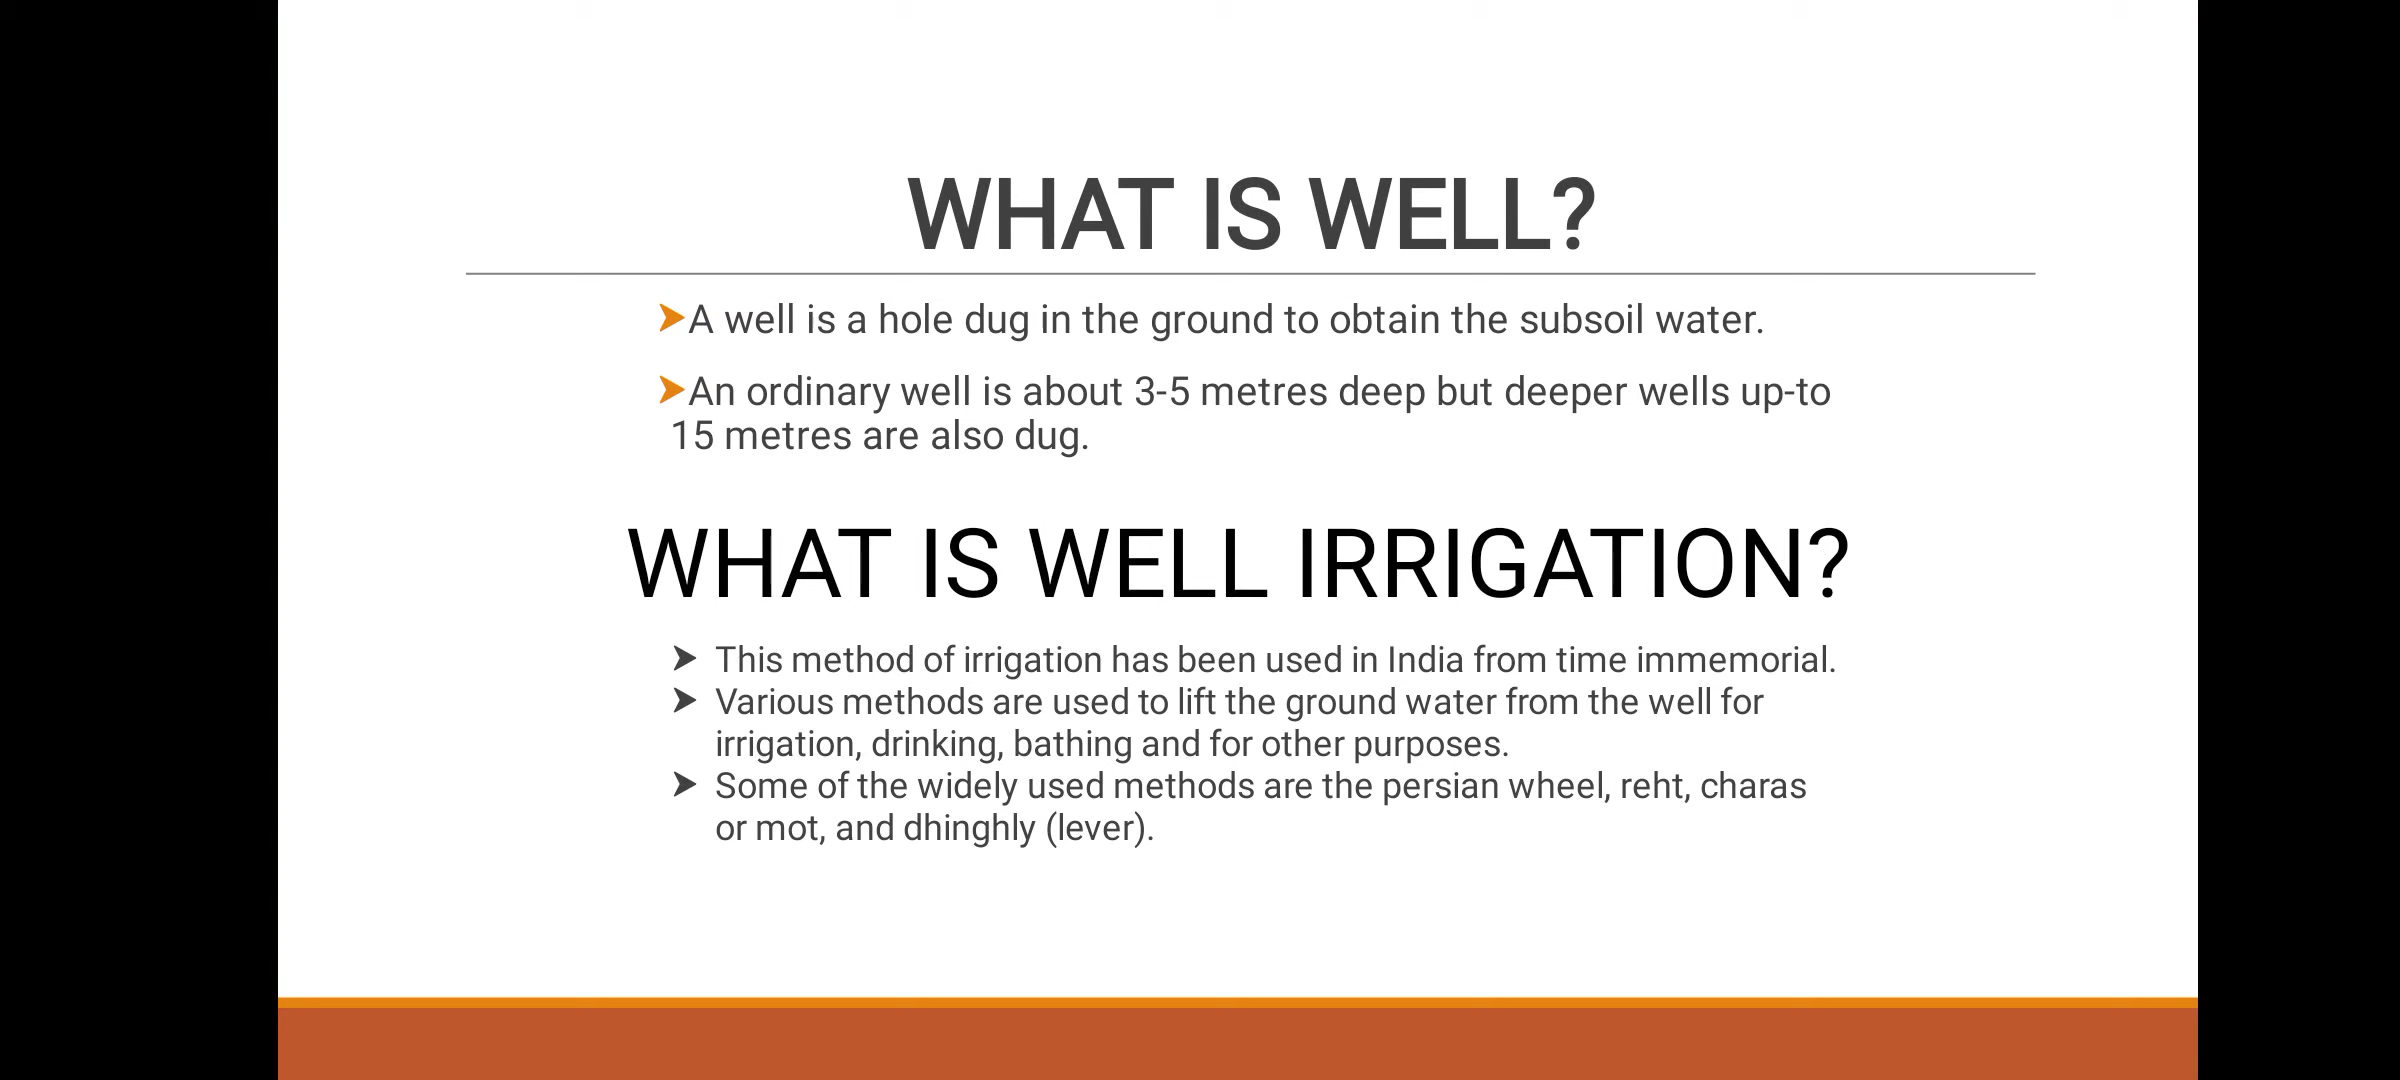 WHAT IS WELL?
➤A well is a hole dug in the ground to obtain the subsoil water.
➤An ordinary well is about 3-5 metres deep but deeper wells up-to
15 metres are also dug.
WHAT IS WELL IRRIGATION?
➤ This method of irrigation has been used in India from time immemorial.
➤ Various methods are used to lift the ground water from the well for
irrigation, drinking, bathing and for other purposes.
➤ Some of the widely used methods are the persian wheel, reht, charas
or mot, and dhinghly (lever).